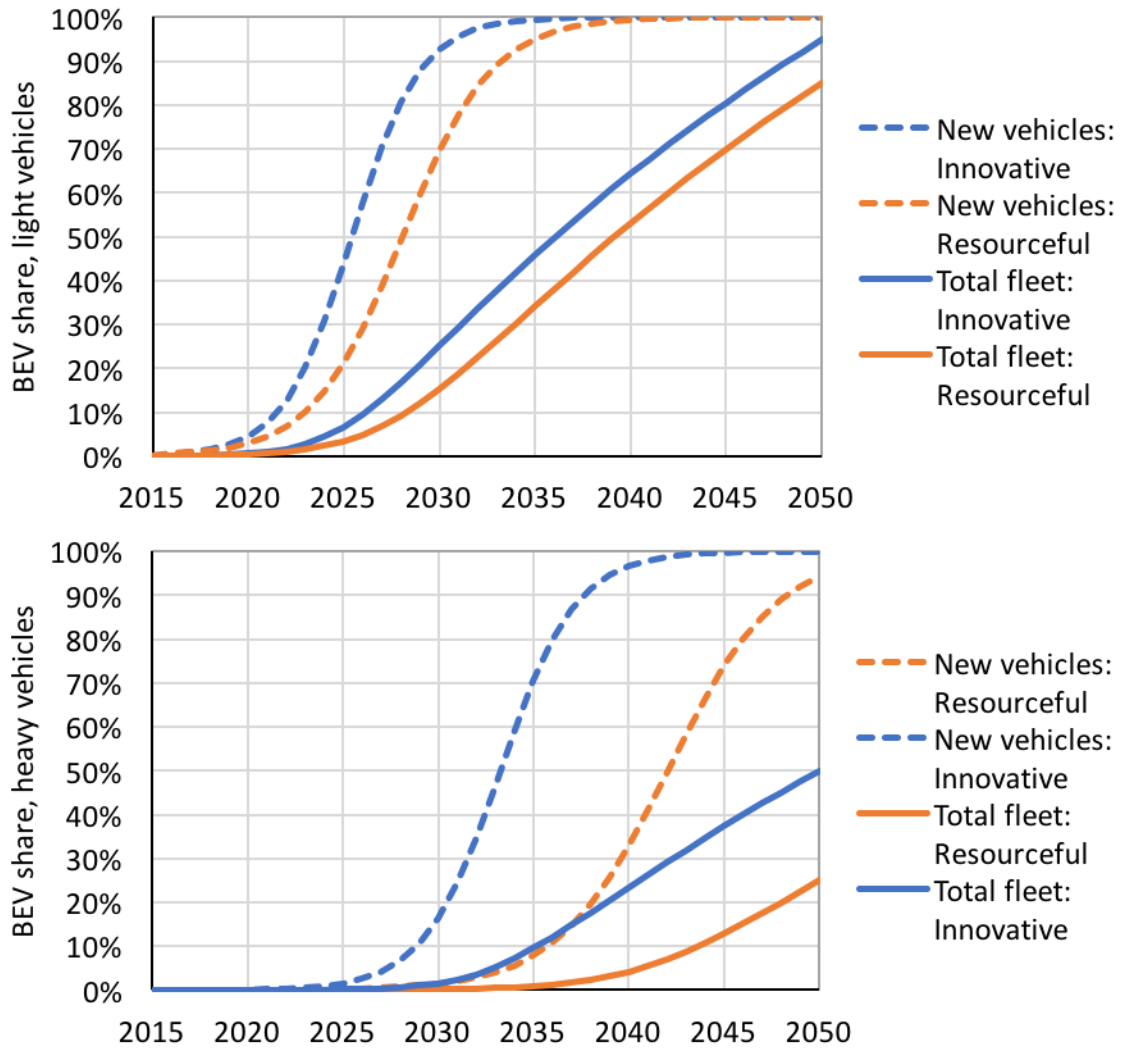 BEV share, light vehicles
100%
90%
80%
70%
60%
50%
40%
30%
20%
10%
0%
2015 2020 2025 2030 2035 2040 2045 2050
New vehicles:
Innovative
New vehicles:
Resourceful
Total fleet:
Innovative
Total fleet:
Resourceful
BEV share, heavy vehicles
100%
90%
80%
70%
60%
50%
40%
30%
20%
10%
0%
2015 2020 2025 2030 2035 2040 2045 2050
New vehicles:
Resourceful
New vehicles:
Innovative
Total fleet:
Resourceful
Total fleet:
Innovative